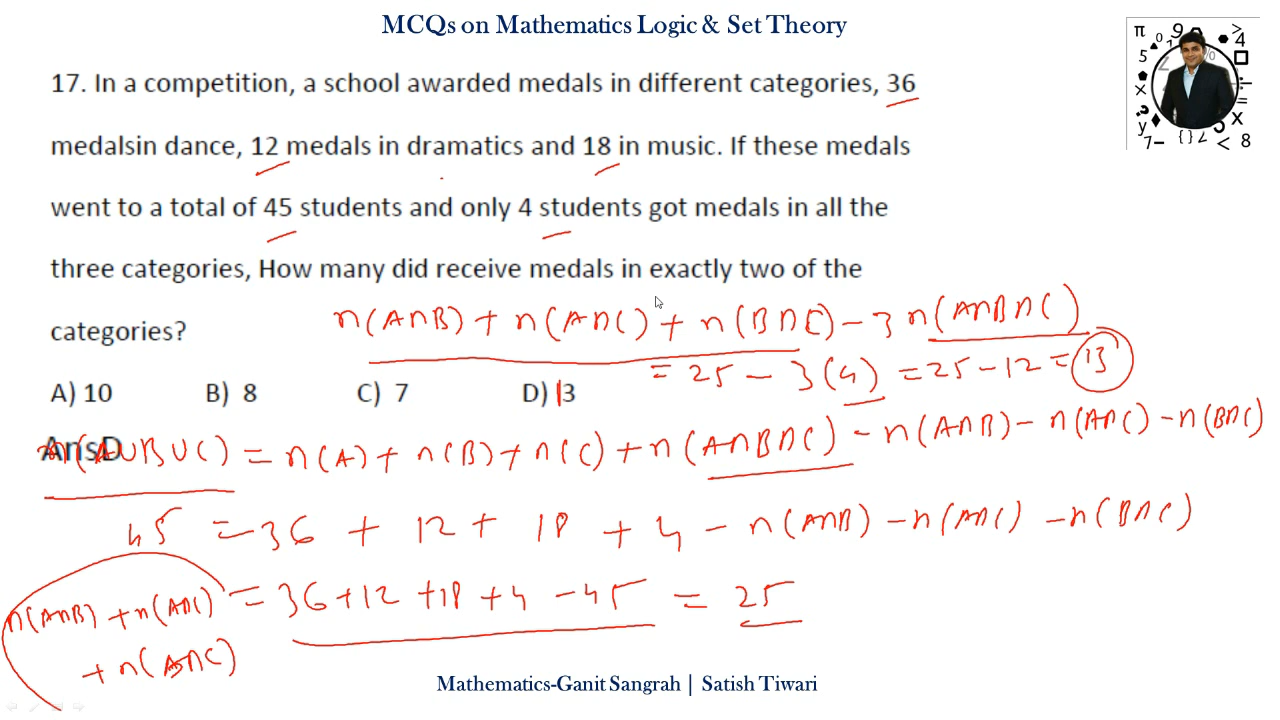 MCQs on Mathematics Logic & Set Theory
17. In a competition, a school awarded medals in different categories, 36
medalsin dance, 12 medals in dramatics and 18 in music. If these medals
went to a total of 45 students and only 4 students got medals in all the
three categories, How many did receive medals in exactly two of the
categories?
n(A∩B) + n(A∩C) + n(B∩C) − 3 n(A∩B∩C)
= 25 − 3(4) = 25 − 12 = 13
A) 10 B) 8 C) 7 D) 13
AnsD
n(A∪B∪C) = n(A) + n(B) + n(C) + n(A∩B∩C) − n(A∩B) − n(A∩C) − n(B∩C)
45 = 36 + 12 + 18 + 4 − n(A∩B) − n(A∩C) − n(B∩C)
n(A∩B) + n(A∩C) = 36 + 12 + 18 + 4 − 45 = 25
+ n(B∩C)
Mathematics-Ganit Sangrah | Satish Tiwari